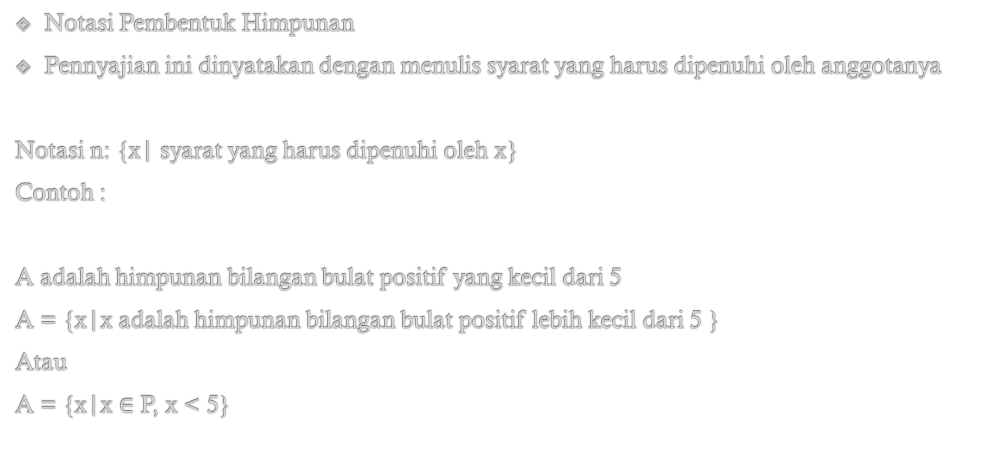 ❖ Notasi Pembentuk Himpunan
❖ Pennyajian ini dinyatakan dengan menulis syarat yang harus dipenuhi oleh anggotanya
Notasi n: {x| syarat yang harus dipenuhi oleh x}
Contoh :
A adalah himpunan bilangan bulat positif yang kecil dari 5
A = {x|x adalah himpunan bilangan bulat positif lebih kecil dari 5 }
Atau
A = {x|x ∈ P, x < 5}